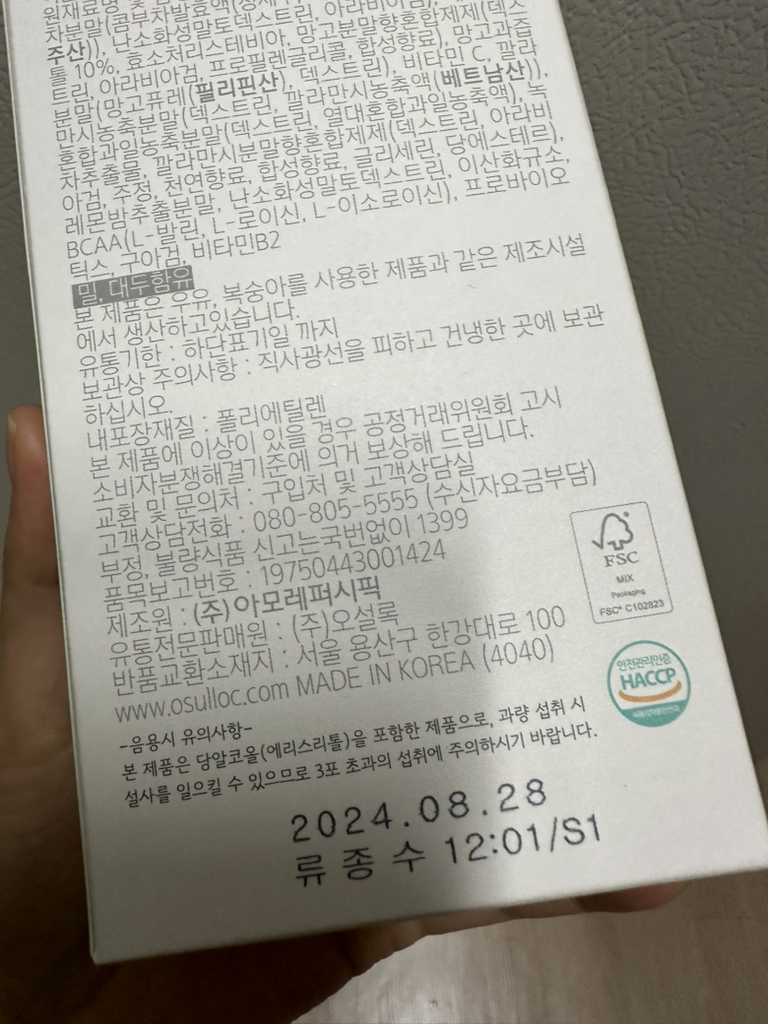 원재료명 및
차분말(콤부차발효액(정제수,
주산)), 난소화성말토덱스트린, 아라비아검,
톨 10%, 효소처리스테비아, 망고분말향혼합제제(덱스
트린, 아라비아검, 프로필렌글리콜, 합성향료), 망고과즙
분말(망고퓨레(필리핀산), 덱스트린), 비타민 C, 깔라
만시농축분말(덱스트린, 깔라만시농축액(베트남산)),
혼합과일농축분말(덱스트린, 열대혼합과일농축액), 녹
차추출물, 깔라만시분말향혼합제제(덱스트린, 아라비
아검, 주정, 천연향료, 합성향료, 글리세린, 당에스테르),
레몬밤추출분말, 난소화성말토덱스트린, 이산화규소,
BCAA(L-발린, L-로이신, L-이소로이신), 프로바이오
틱스, 구아검, 비타민B2
밀, 대두함유
본 제품은 우유, 복숭아를 사용한 제품과 같은 제조시설
에서 생산하고있습니다.
유통기한 : 하단표기일 까지
보관상 주의사항 : 직사광선을 피하고 건냉한 곳에 보관
하십시오.
내포장재질 : 폴리에틸렌
본 제품에 이상이 있을 경우 공정거래위원회 고시
소비자분쟁해결기준에 의거 보상해 드립니다.
교환 및 문의처 : 구입처 및 고객상담실
고객상담전화 : 080-805-5555 (수신자요금부담)
부정, 불량식품 신고는국번없이 1399
품목보고번호 : 19750443001424
제조원 : (주)아모레퍼시픽
유통전문판매원 : (주)오설록
반품교환소재지 : 서울 용산구 한강대로 100
www.osulloc.com MADE IN KOREA (4040)
FSC
MIX
Packaging
FSC® C102823
안전관리인증
HACCP
-음용시 유의사항-
본 제품은 당알코올(에리스리톨)을 포함한 제품으로, 과량 섭취 시
설사를 일으킬 수 있으므로 3포 초과의 섭취에 주의하시기 바랍니다.
2024.08.28
류종수 12:01/S1